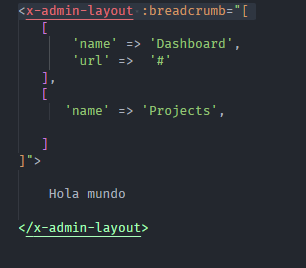 <x-admin-layout :breadcrumb="[
[
'name' => 'Dashboard',
'url' => '#'
],
[
'name' => 'Projects',
]
]">
Hola mundo
</x-admin-layout>